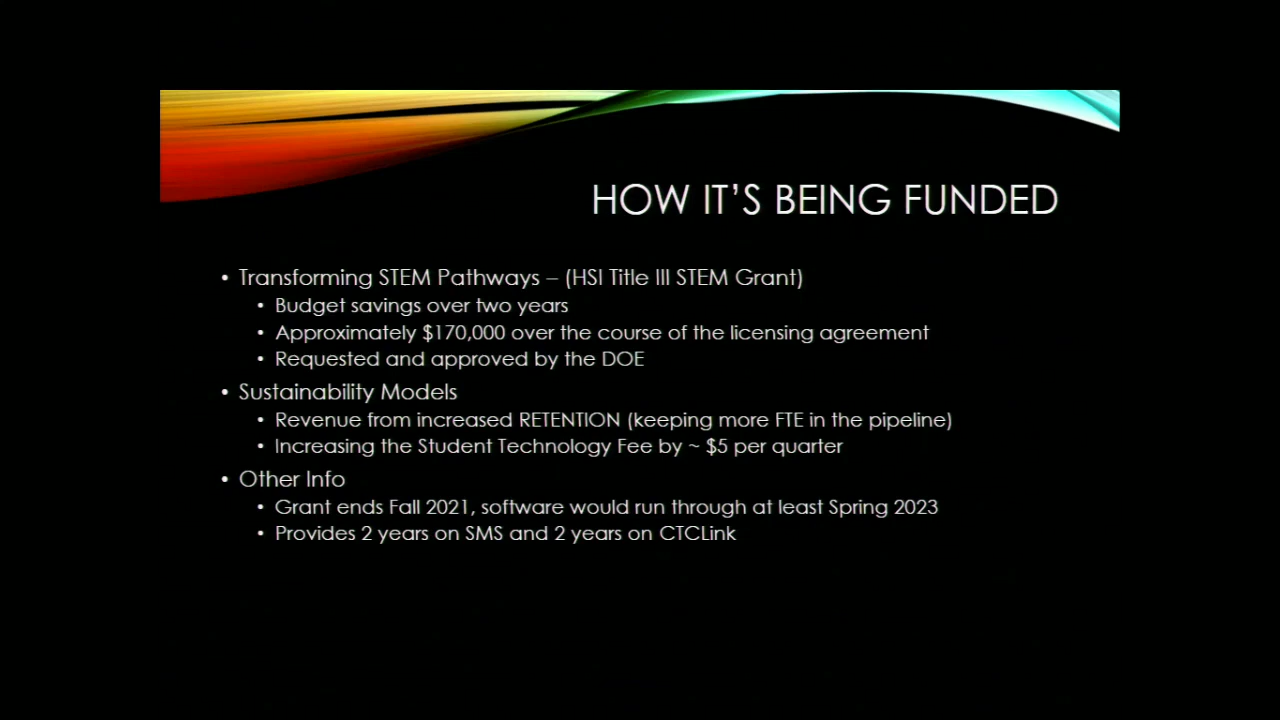 HOW IT'S BEING FUNDED
• Transforming STEM Pathways – (HSI Title III STEM Grant)
• Budget savings over two years
• Approximately $170,000 over the course of the licensing agreement
• Requested and approved by the DOE
• Sustainability Models
• Revenue from increased RETENTION (keeping more FTE in the pipeline)
• Increasing the Student Technology Fee by ~ $5 per quarter
• Other Info
• Grant ends Fall 2021, software would run through at least Spring 2023
• Provides 2 years on SMS and 2 years on CTCLink